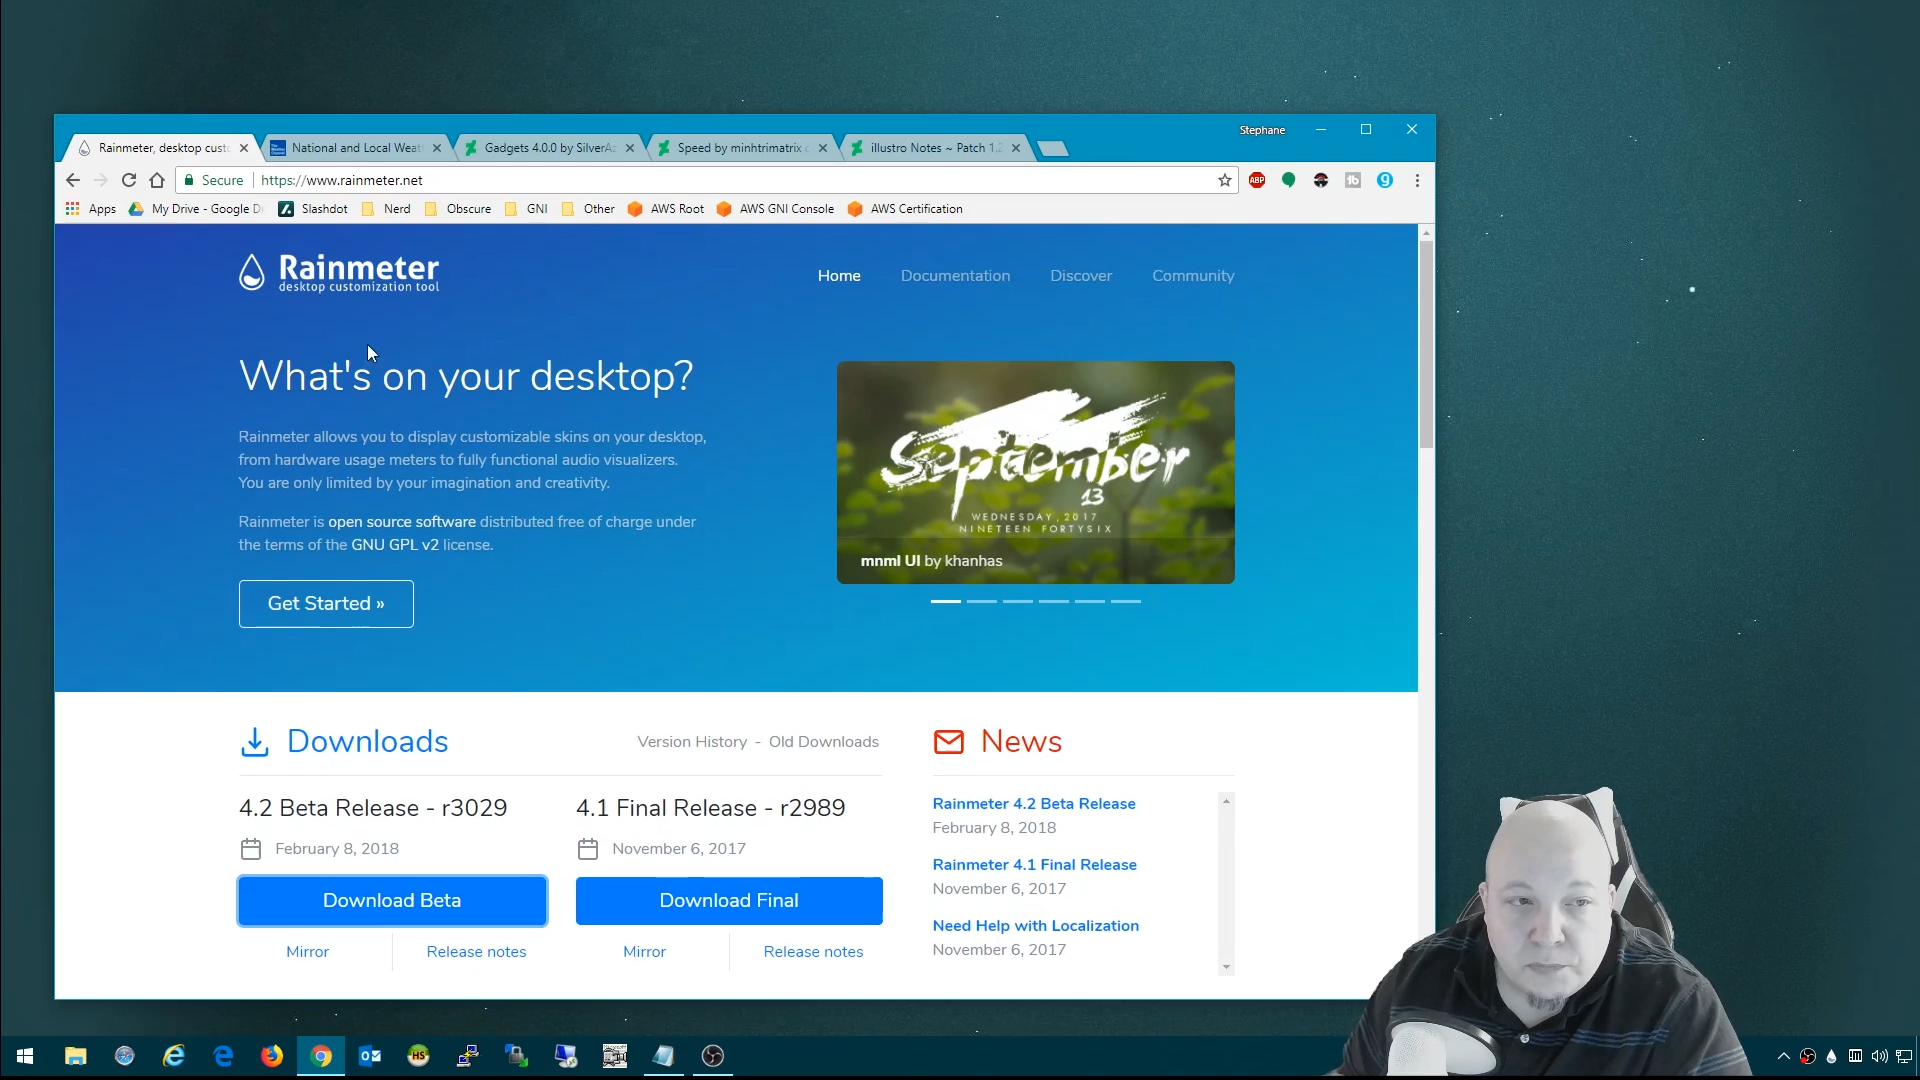 Stephane
Rainmeter, desktop cust
National and Local Weat
Gadgets 4.0.0 by SilverAz
Speed by minhtrimatrix
illustro Notes ~ Patch 1.2
Secure
https://www.rainmeter.net
ABP
Apps
My Drive - Google Dr
Slashdot
Nerd
Obscure
GNI
Other
AWS Root
AWS GNI Console
AWS Certification
Rainmeter
desktop customization tool
Home
Documentation
Discover
Community
What's on your desktop?
Rainmeter allows you to display customizable skins on your desktop,
from hardware usage meters to fully functional audio visualizers.
You are only limited by your imagination and creativity.
Rainmeter is open source software distributed free of charge under
the terms of the GNU GPL v2 license.
Get Started »
September
13
WEDNESDAY, 2017
NINETEEN FORTYSIX
mnml UI by khanhas
Downloads
Version History - Old Downloads
4.2 Beta Release - r3029
February 8, 2018
Download Beta
Mirror
Release notes
4.1 Final Release - r2989
November 6, 2017
Download Final
Mirror
Release notes
News
Rainmeter 4.2 Beta Release
February 8, 2018
Rainmeter 4.1 Final Release
November 6, 2017
Need Help with Localization
November 6, 2017
HS